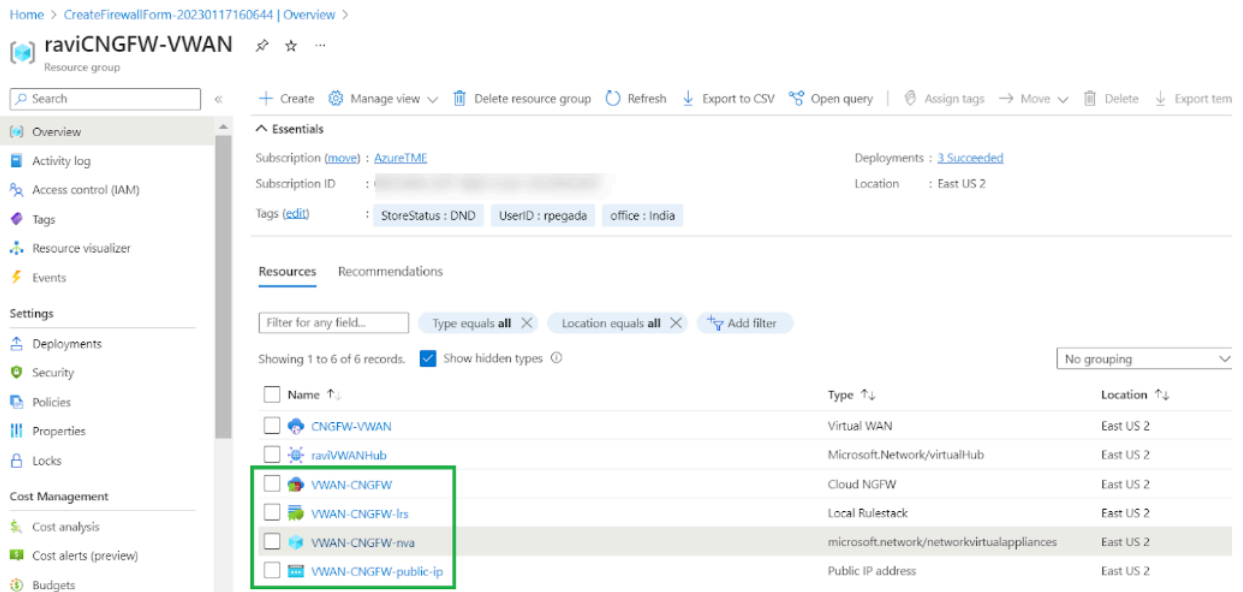 Home > CreateFirewallForm-20230117160644 | Overview >
raviCNGFW-VWAN ...
Resource group
Search «
Create Manage view Delete resource group Refresh Export to CSV Open query Assign tags Move Delete Export tem
Overview
Activity log
Access control (IAM)
Tags
Resource visualizer
Events
Settings
Deployments
Security
Policies
Properties
Locks
Cost Management
Cost analysis
Cost alerts (preview)
Budgets
Essentials
Subscription (move) : AzureTME
Deployments : 3 Succeeded
Subscription ID :
Location : East US 2
Tags (edit) : StoreStatus : DND UserID : rpegada office : India
Resources Recommendations
Filter for any field... Type equals all Location equals all Add filter
Showing 1 to 6 of 6 records. Show hidden types No grouping
Name Type Location
CNGFW-VWAN Virtual WAN East US 2
raviVWANHub Microsoft.Network/virtualHub East US 2
VWAN-CNGFW Cloud NGFW East US 2
VWAN-CNGFW-lrs Local Rulestack East US 2
VWAN-CNGFW-nva microsoft.network/networkvirtualappliances East US 2
VWAN-CNGFW-public-ip Public IP address East US 2